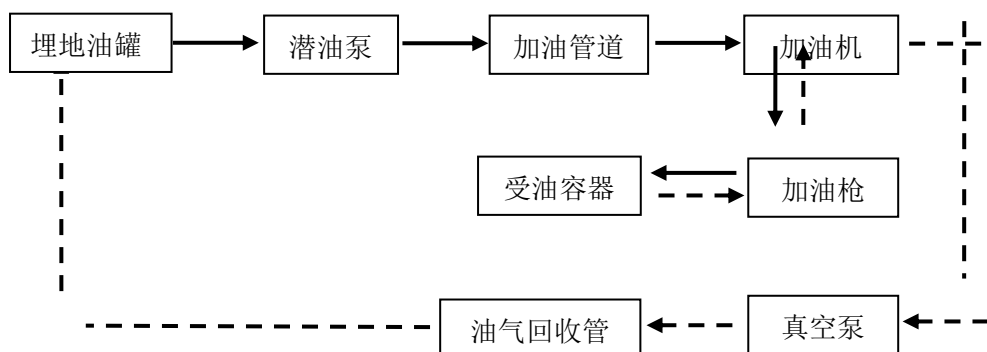 埋地油罐
潜油泵
加油管道
加油机
受油容器
加油枪
油气回收管
真空泵